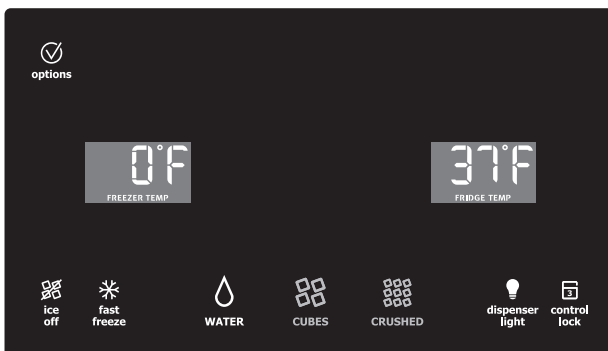 options
0°F
FREEZER TEMP
37°F
FRIDGE TEMP
ice
off
fast
freeze
WATER
CUBES
CRUSHED
dispenser
light
3
control
lock